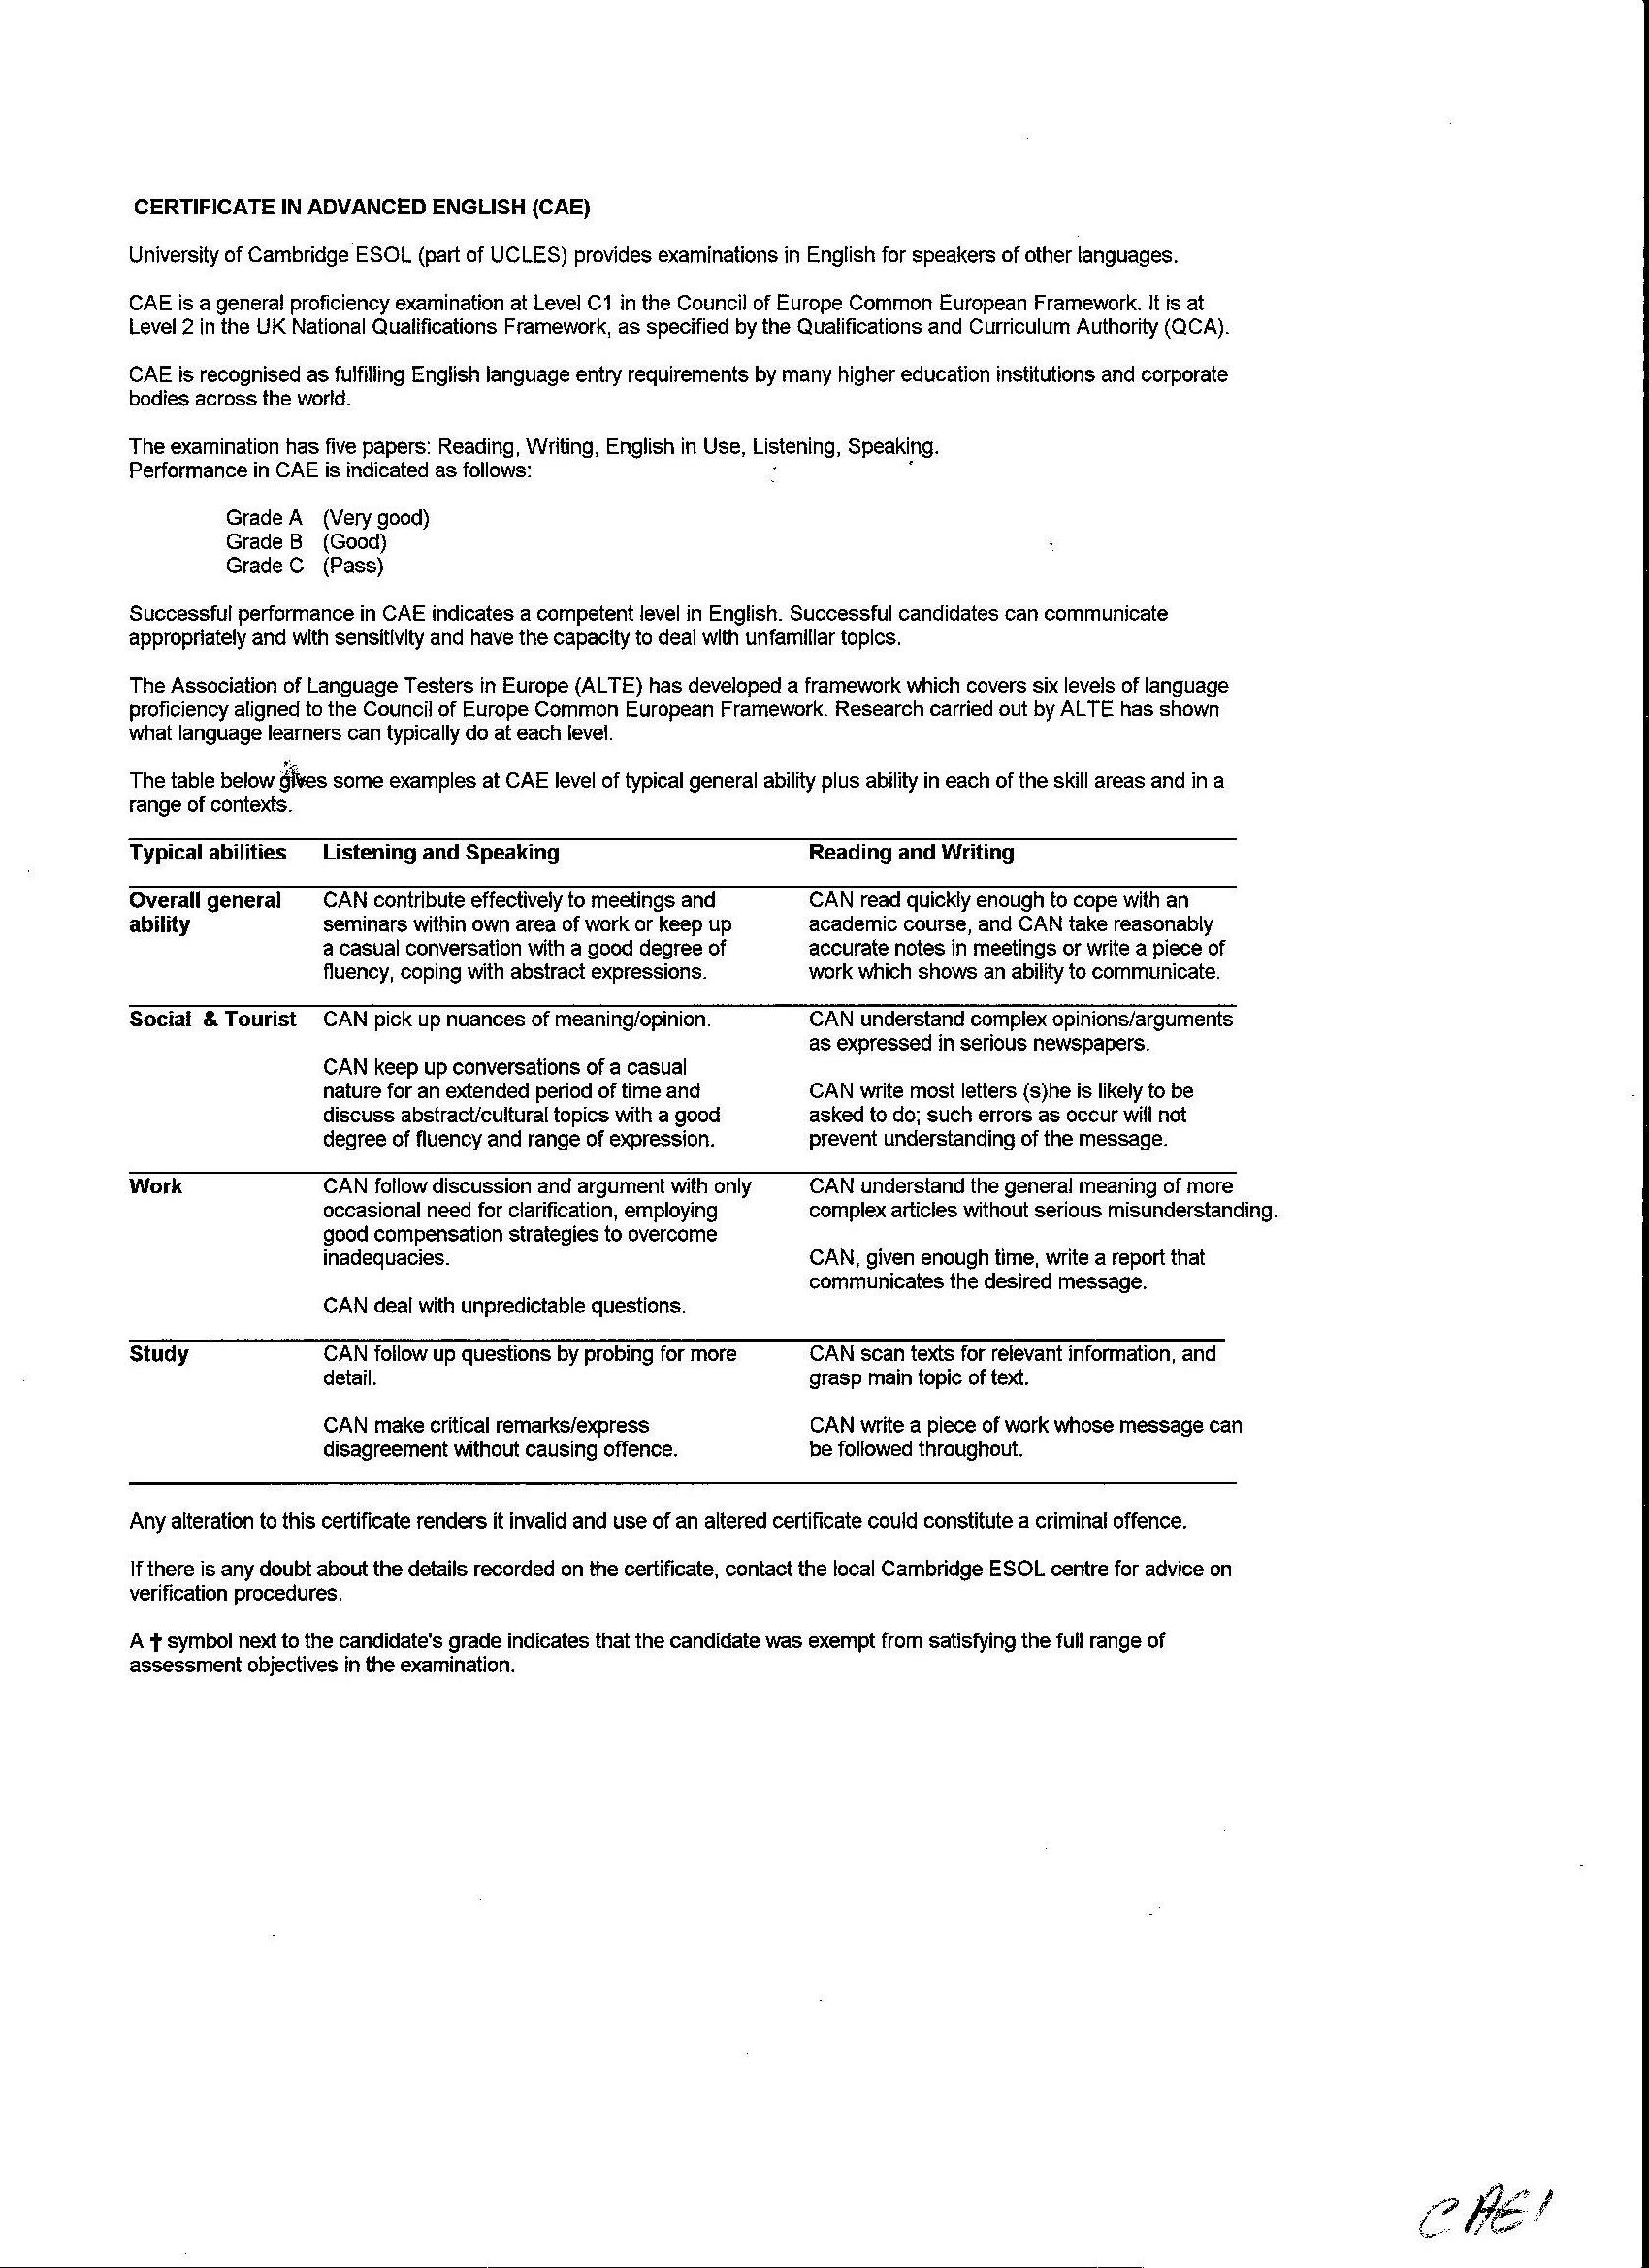 CERTIFICATE IN ADVANCED ENGLISH (CAE)
University of Cambridge ESOL (part of UCLES) provides examinations in English for speakers of other languages.
CAE is a general proficiency examination at Level C1 in the Council of Europe Common European Framework. It is at
Level 2 in the UK National Qualifications Framework, as specified by the Qualifications and Curriculum Authority (QCA).
CAE is recognised as fulfilling English language entry requirements by many higher education institutions and corporate
bodies across the world.
The examination has five papers: Reading, Writing, English in Use, Listening, Speaking.
Performance in CAE is indicated as follows:
Grade A (Very good)
Grade B (Good)
Grade C (Pass)
Successful performance in CAE indicates a competent level in English. Successful candidates can communicate
appropriately and with sensitivity and have the capacity to deal with unfamiliar topics.
The Association of Language Testers in Europe (ALTE) has developed a framework which covers six levels of language
proficiency aligned to the Council of Europe Common European Framework. Research carried out by ALTE has shown
what language learners can typically do at each level.
The table below gives some examples at CAE level of typical general ability plus ability in each of the skill areas and in a
range of contexts.
Typical abilities Listening and Speaking Reading and Writing
Overall general
ability
CAN contribute effectively to meetings and
seminars within own area of work or keep up
a casual conversation with a good degree of
fluency, coping with abstract expressions.
CAN read quickly enough to cope with an
academic course, and CAN take reasonably
accurate notes in meetings or write a piece of
work which shows an ability to communicate.
Social & Tourist
CAN pick up nuances of meaning/opinion.
CAN keep up conversations of a casual
nature for an extended period of time and
discuss abstract/cultural topics with a good
degree of fluency and range of expression.
CAN understand complex opinions/arguments
as expressed in serious newspapers.
CAN write most letters (s)he is likely to be
asked to do; such errors as occur will not
prevent understanding of the message.
Work
CAN follow discussion and argument with only
occasional need for clarification, employing
good compensation strategies to overcome
inadequacies.
CAN deal with unpredictable questions.
CAN understand the general meaning of more
complex articles without serious misunderstanding.
CAN, given enough time, write a report that
communicates the desired message.
Study
CAN follow up questions by probing for more
detail.
CAN make critical remarks/express
disagreement without causing offence.
CAN scan texts for relevant information, and
grasp main topic of text.
CAN write a piece of work whose message can
be followed throughout.
Any alteration to this certificate renders it invalid and use of an altered certificate could constitute a criminal offence.
If there is any doubt about the details recorded on the certificate, contact the local Cambridge ESOL centre for advice on
verification procedures.
A † symbol next to the candidate's grade indicates that the candidate was exempt from satisfying the full range of
assessment objectives in the examination.
CAE1